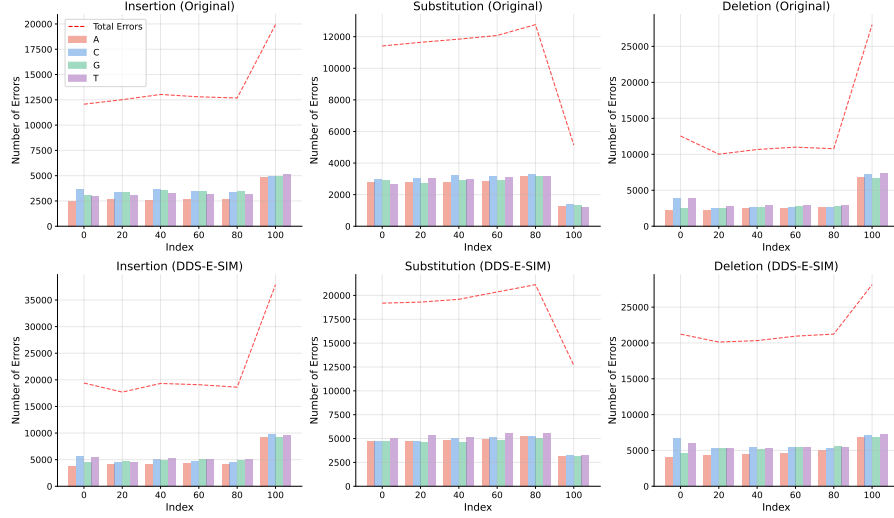 Insertion (Original)
Number of Errors
20000
17500
15000
12500
10000
7500
5000
2500
0
Total Errors
A
C
G
T
0 20 40 60 80 100
Index
Substitution (Original)
Number of Errors
12000
10000
8000
6000
4000
2000
0
0 20 40 60 80 100
Index
Deletion (Original)
Number of Errors
25000
20000
15000
10000
5000
0
0 20 40 60 80 100
Index
Insertion (DDS-E-SIM)
Number of Errors
35000
30000
25000
20000
15000
10000
5000
0
0 20 40 60 80 100
Index
Substitution (DDS-E-SIM)
Number of Errors
20000
17500
15000
12500
10000
7500
5000
2500
0
0 20 40 60 80 100
Index
Deletion (DDS-E-SIM)
Number of Errors
25000
20000
15000
10000
5000
0
0 20 40 60 80 100
Index